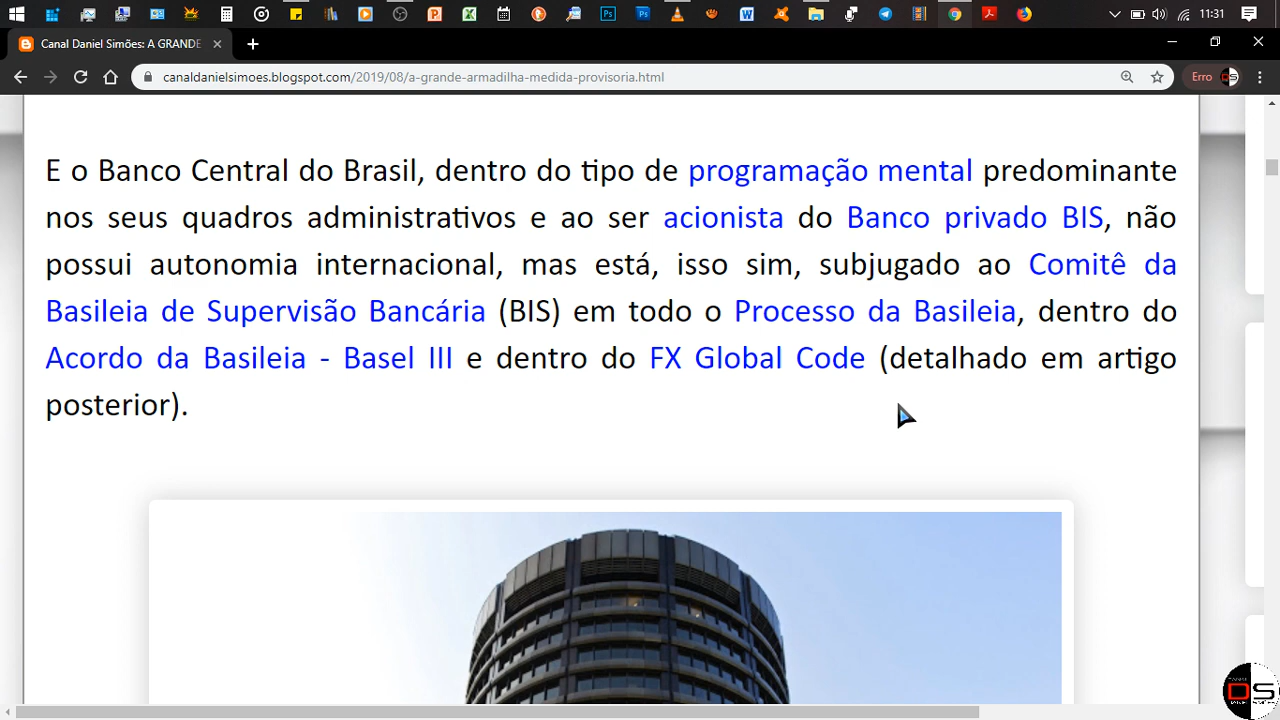 11:31
Canal Daniel Simões: A GRANDE
canaldanielsimoes.blogspot.com/2019/08/a-grande-armadilha-medida-provisoria.html
Erro
E o Banco Central do Brasil, dentro do tipo de programação mental predominante
nos seus quadros administrativos e ao ser acionista do Banco privado BIS, não
possui autonomia internacional, mas está, isso sim, subjugado ao Comitê da
Basileia de Supervisão Bancária (BIS) em todo o Processo da Basileia, dentro do
Acordo da Basileia - Basel III e dentro do FX Global Code (detalhado em artigo
posterior).
DS